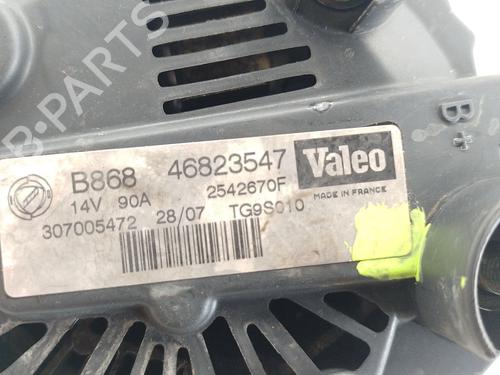 B-PARTS
B868 46823547 Valeo
14V 90A 2542670F MADE IN FRANCE
307005472 28/07 TG9S010
B+